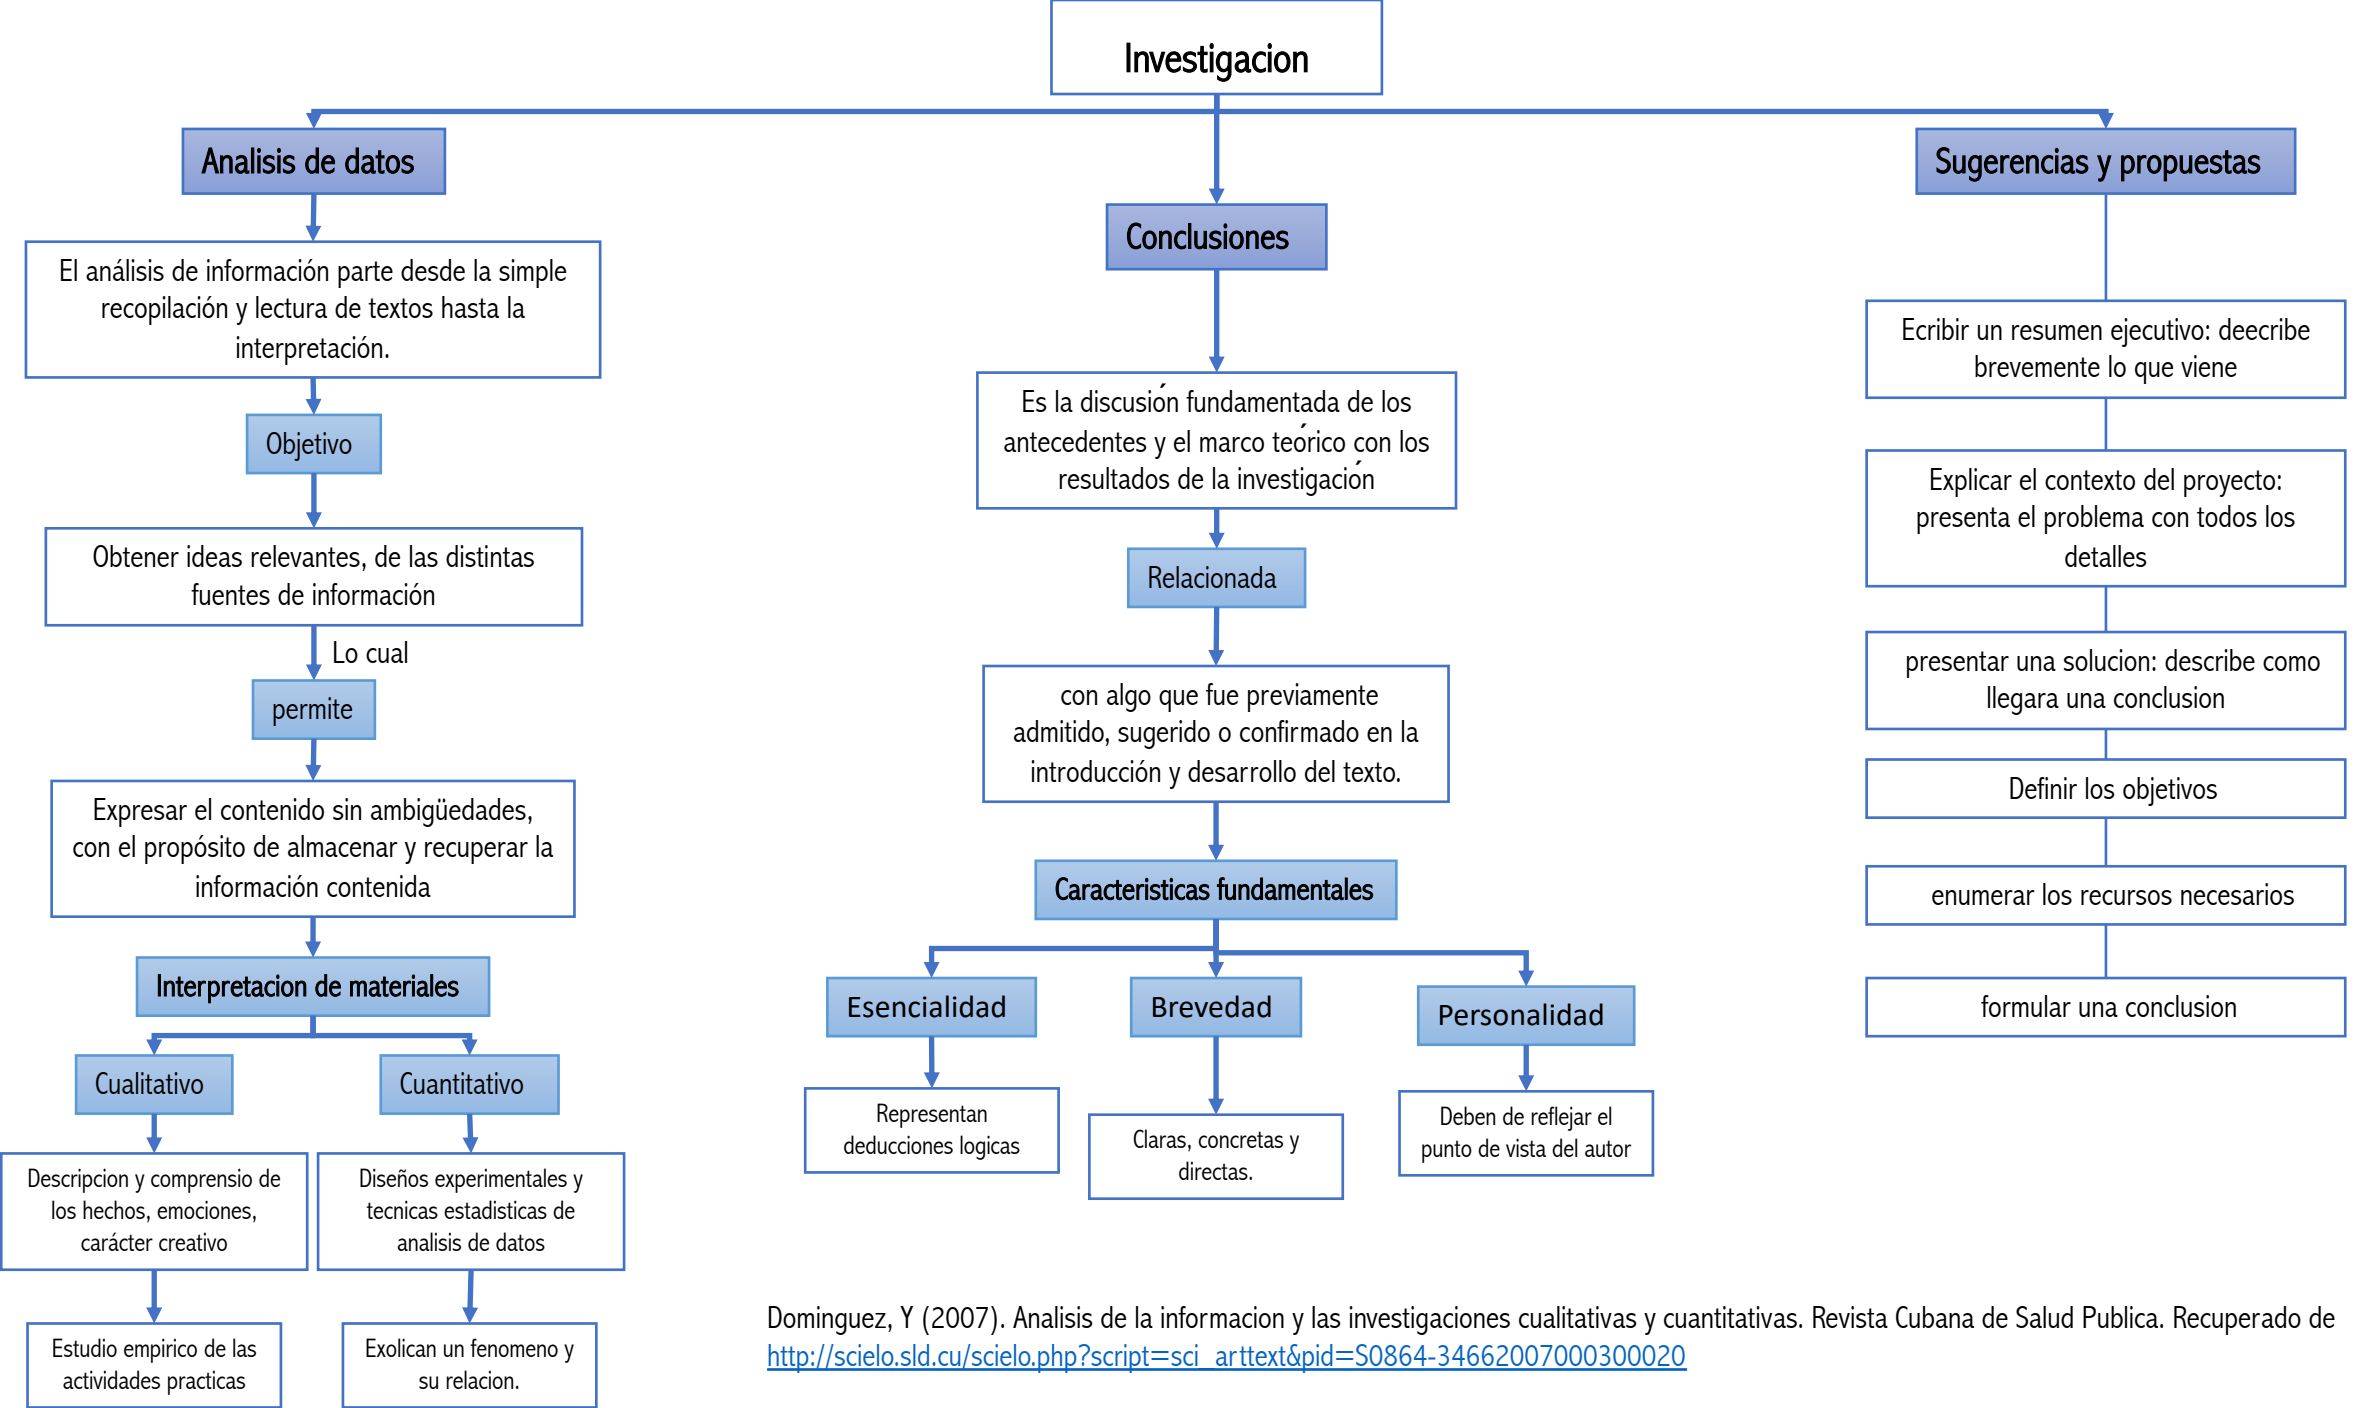 Investigacion
Analisis de datos
El análisis de información parte desde la simple
recopilación y lectura de textos hasta la
interpretación.
Objetivo
Obtener ideas relevantes, de las distintas
fuentes de información
Lo cual
permite
Expresar el contenido sin ambigüedades,
con el propósito de almacenar y recuperar la
información contenida
Interpretacion de materiales
Cualitativo
Descripcion y comprensio de
los hechos, emociones,
carácter creativo
Estudio empirico de las
actividades practicas
Cuantitativo
Diseños experimentales y
tecnicas estadisticas de
analisis de datos
Exolican un fenomeno y
su relacion.
Conclusiones
Es la discusión fundamentada de los
antecedentes y el marco teórico con los
resultados de la investigación
Relacionada
con algo que fue previamente
admitido, sugerido o confirmado en la
introducción y desarrollo del texto.
Caracteristicas fundamentales
Esencialidad
Representan
deducciones logicas
Brevedad
Claras, concretas y
directas.
Personalidad
Deben de reflejar el
punto de vista del autor
Sugerencias y propuestas
Ecribir un resumen ejecutivo: deecribe
brevemente lo que viene
Explicar el contexto del proyecto:
presenta el problema con todos los
detalles
presentar una solucion: describe como
llegara una conclusion
Definir los objetivos
enumerar los recursos necesarios
formular una conclusion
Dominguez, Y (2007). Analisis de la informacion y las investigaciones cualitativas y cuantitativas. Revista Cubana de Salud Publica. Recuperado de
http://scielo.sld.cu/scielo.php?script=sci_arttext&pid=S0864-34662007000300020